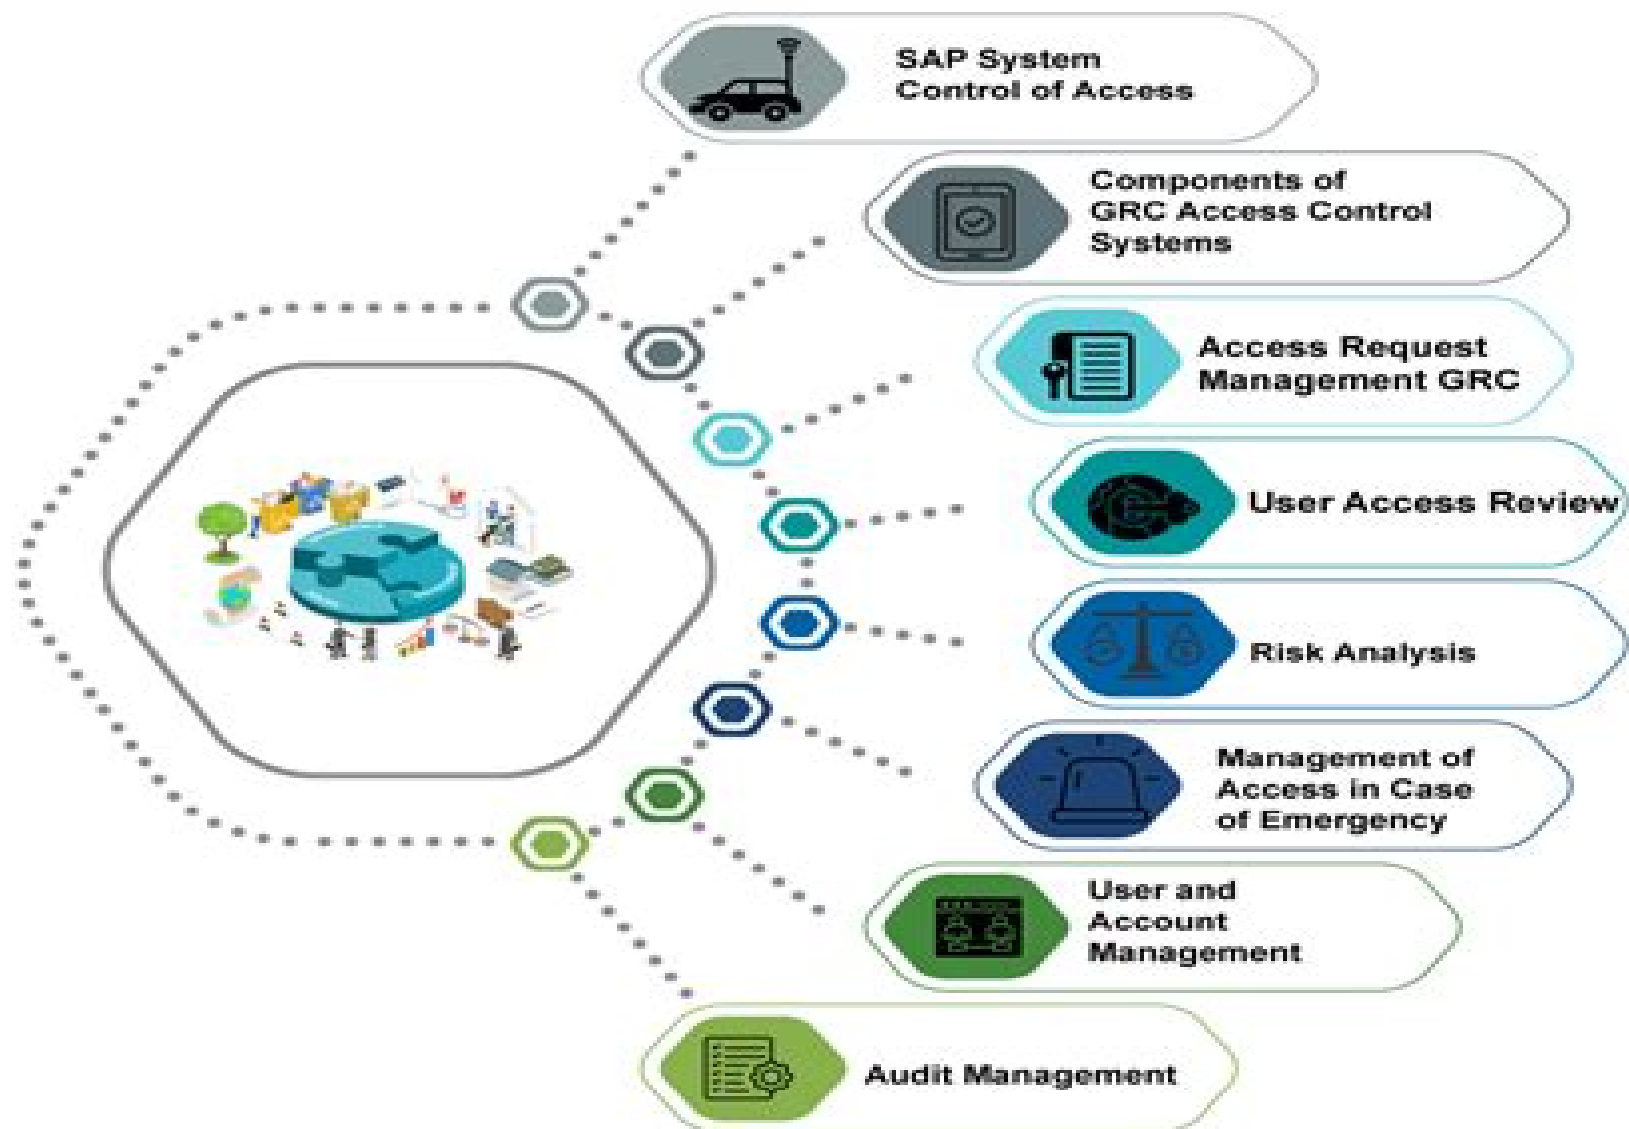 SAP System
Control of Access
Components of
GRC Access Control
Systems
Access Request
Management GRC
User Access Review
Risk Analysis
Management of
Access in Case
of Emergency
User and
Account
Management
Audit Management